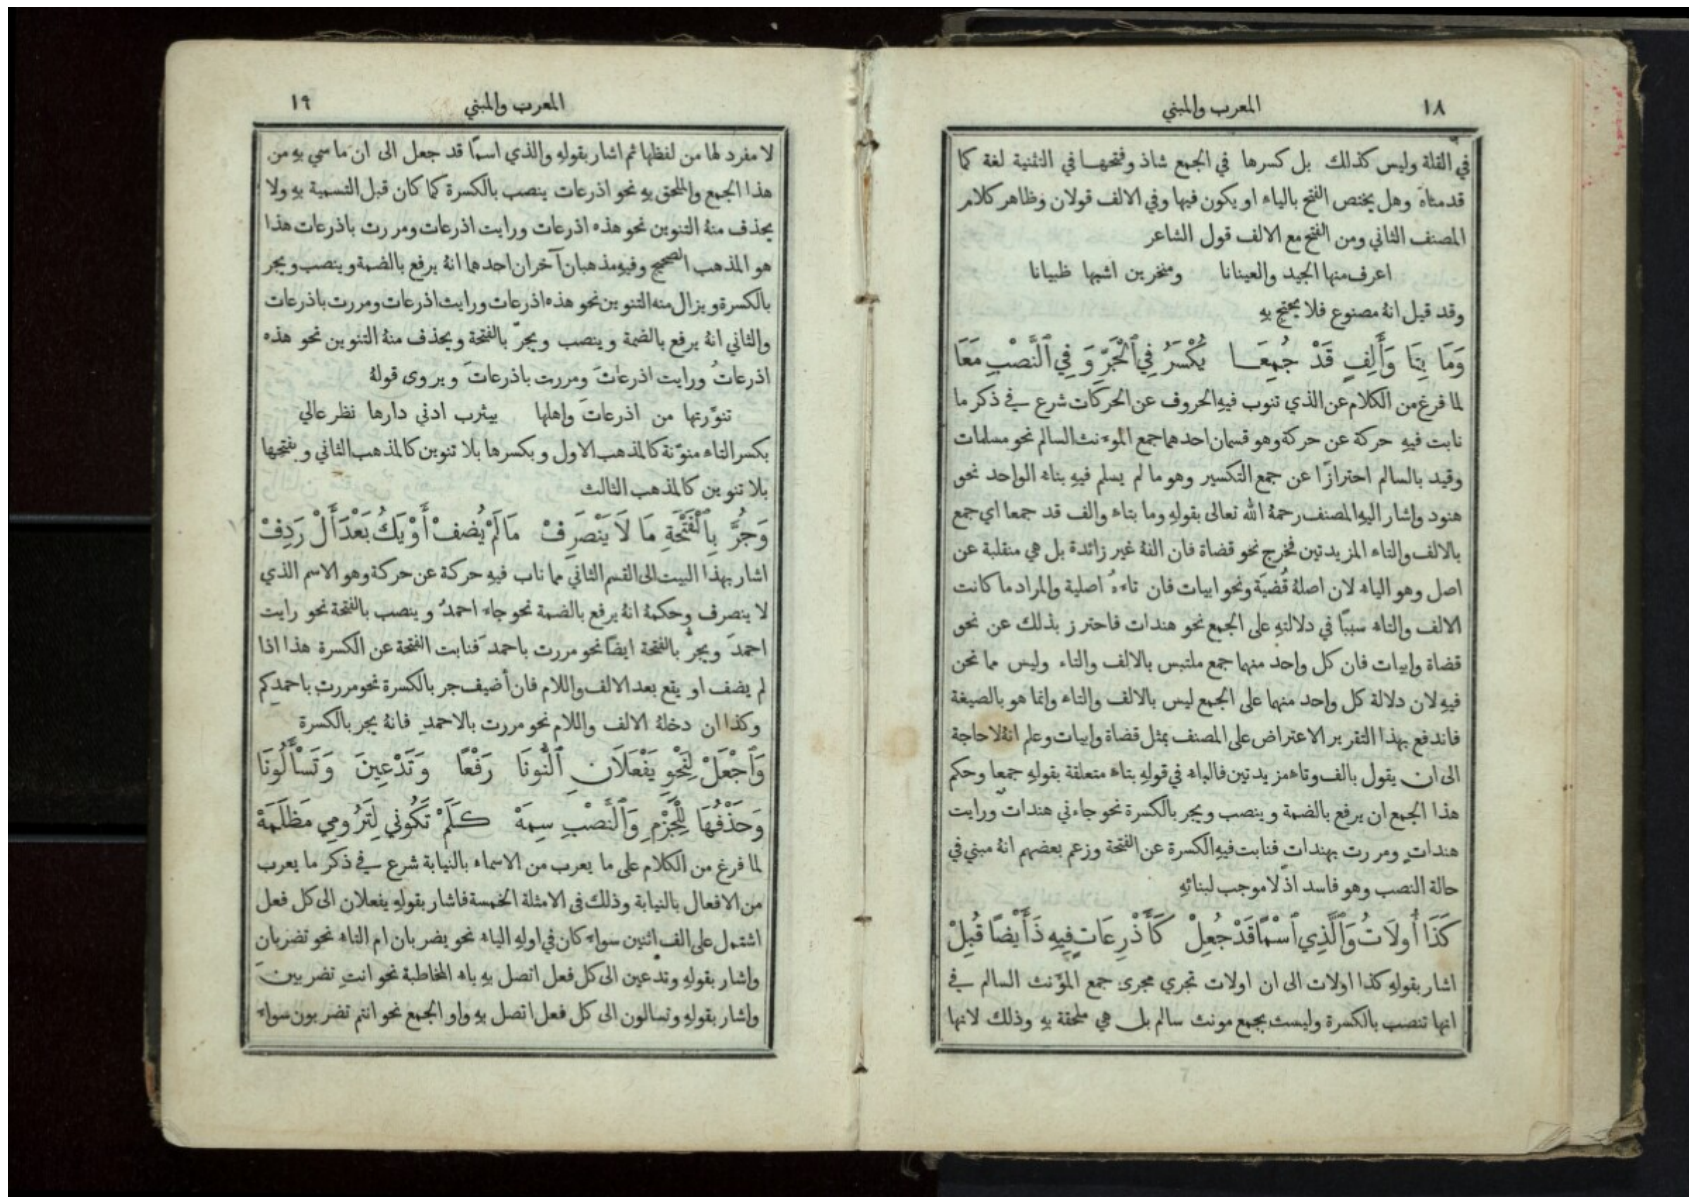 ١٨
المعرب والمبني
في القلة وليس كذلك بل كسرها في الجمع شاذ وفتحها في التثنية لغة كما
قدمناه وهل يختص الفتح بالياء او يكون فيها وفي الالف قولان وظاهر كلام
المصنف الثاني ومن الفتح مع الالف قول الشاعر
اعرف منها الجيد والعينانا ومنخرين اشبها ظبيانا
وقد قيل انهُ مصنوع فلا يحتج بهِ
وَمَا بِتَا وَأَلِفٍ قَدْ جُمِعَا يُكْسَرُ فِي ٱلْجَرِّ وَفِي ٱلنَّصْبِ مَعَا
لما فرغ من الكلام عن الذي تنوب فيهِ الحروف عن الحركات شرع في ذكر ما
نابت فيهِ حركة عن حركة وهو قسمان احدهما جمع المؤنث السالم نحو مسلمات
وقيد بالسالم احترازًا عن جمع التكسير وهو ما لم يسلم فيهِ بناء الواحد نحو
هنود واشار اليهِ المصنف رحمهُ الله تعالى بقولهِ وما بتاء والف قد جمعا اي جمع
بالالف والتاء المزيدتين فخرج نحو قضاة فان الفهُ غير زائدة بل هي منقلبة عن
اصل وهو الياء لان اصلهُ قُضَيَة ونحو ابيات فان تاءهُ اصلية والمراد ما كانت
الالف والتاء سببًا في دلالتهِ على الجمع نحو هندات فاحترز بذلك عن نحو
قضاة وابيات فان كل واحد منهما جمع ملتبس بالالف والتاء وليس مما نحن
فيهِ لان دلالة كل واحد منهما على الجمع ليس بالالف والتاء وانما هو بالصيغة
فاندفع بهذا التقرير الاعتراض على المصنف بمثل قضاة وابيات وعلم انهُ لا حاجة
الى ان يقول بالف وتاء مزيدتين فالباء في قولهِ بتاء متعلقة بقولهِ جمعا وحكم
هذا الجمع ان يرفع بالضمة وينصب ويجر بالكسرة نحو جاءني هنداتٌ ورايت
هنداتٍ ومررت بهندات فنابت فيهِ الكسرة عن الفتحة وزعم بعضهم انهُ مبني في
حالة النصب وهو فاسد اذ لا موجب لبنائهِ
كَذَا أُولَاتُ وَٱلَّذِي ٱسْمًا قَدْ جُعِلْ كَأَذْرِعَاتٍ فِيهِ ذَا أَيْضًا قُبِلْ
اشار بقولهِ كذا اولات الى ان اولات تجري مجرى جمع المؤنث السالم في
انها تنصب بالكسرة وليست بجمع مونث سالم بل هي ملحقة بهِ وذلك لانها
١٩
المعرب والمبني
لا مفرد لها من لفظها ثم اشار بقولهِ والذي اسمًا قد جعل الى ان ما سمي بهِ من
هذا الجمع والملحق بهِ نحو اذرعات ينصب بالكسرة كما كان قبل التسمية بهِ ولا
يحذف منهُ التنوين نحو هذه اذرعات ورايت اذرعات ومررت باذرعات هذا
هو المذهب الصحيح وفيهِ مذهبان آخران احدهما انهُ يرفع بالضمة وينصب ويجر
بالكسرة ويزال منه التنوين نحو هذه اذرعات ورايت اذرعات ومررت باذرعات
والثاني انهُ يرفع بالضمة وينصب ويجرّ بالفتحة ويحذف منهُ التنوين نحو هذه
اذرعاتُ ورايت اذرعاتَ ومررت باذرعاتَ ويروى قولهُ
تنوّرتها من اذرعاتَ واهلها بيثرب ادنى دارها نظر عالي
بكسر التاء منوّنة كالمذهب الاول وبكسرها بلا تنوين كالمذهب الثاني وبفتحها
بلا تنوين كالمذهب الثالث
وَجُرَّ بِٱلْفَتْحَةِ مَا لَا يَنْصَرِفْ مَا لَمْ يُضَفْ أَوْ يَكُ بَعْدَ أَلْ رَدِفْ
اشار بهذا البيت الى القسم الثاني مما ناب فيهِ حركة عن حركة وهو الاسم الذي
لا ينصرف وحكمهُ انهُ يرفع بالضمة نحو جاء احمدُ وينصب بالفتحة نحو رايت
احمدَ ويجرّ بالفتحة ايضًا نحو مررت باحمدَ فنابت الفتحة عن الكسرة هذا اذا
لم يضف او يقع بعد الالف واللام فان أُضيف جر بالكسرة نحو مررت باحمدِكم
وكذا ان دخلهُ الالف واللام نحو مررت بالاحمدِ فانهُ يجر بالكسرة
وَٱجْعَلْ لِنَحْوِ يَفْعَلَانِ ٱلنُّونَا رَفْعًا وَتَدْعِينَ وَتَسْأَلُونَا
وَحَذْفُهَا لِلْجَزْمِ وَٱلنَّصْبِ سِمَهْ كَلَمْ تَكُونِي لِتَرُومِي مَظْلَمَهْ
لما فرغ من الكلام على ما يعرب من الاسماء بالنيابة شرع في ذكر ما يعرب
من الافعال بالنيابة وذلك في الامثلة الخمسة فاشار بقولهِ يفعلان الى كل فعل
اشتمل على الف اثنين سواء كان في اولهِ الياء نحو يضربان ام التاء نحو تضربان
واشار بقولهِ وتدعين الى كل فعل اتصل بهِ ياء المخاطبة نحو انتِ تضربينَ
واشار بقولهِ وتسالون الى كل فعل اتصل بهِ واو الجمع نحو انتم تضربون سواء